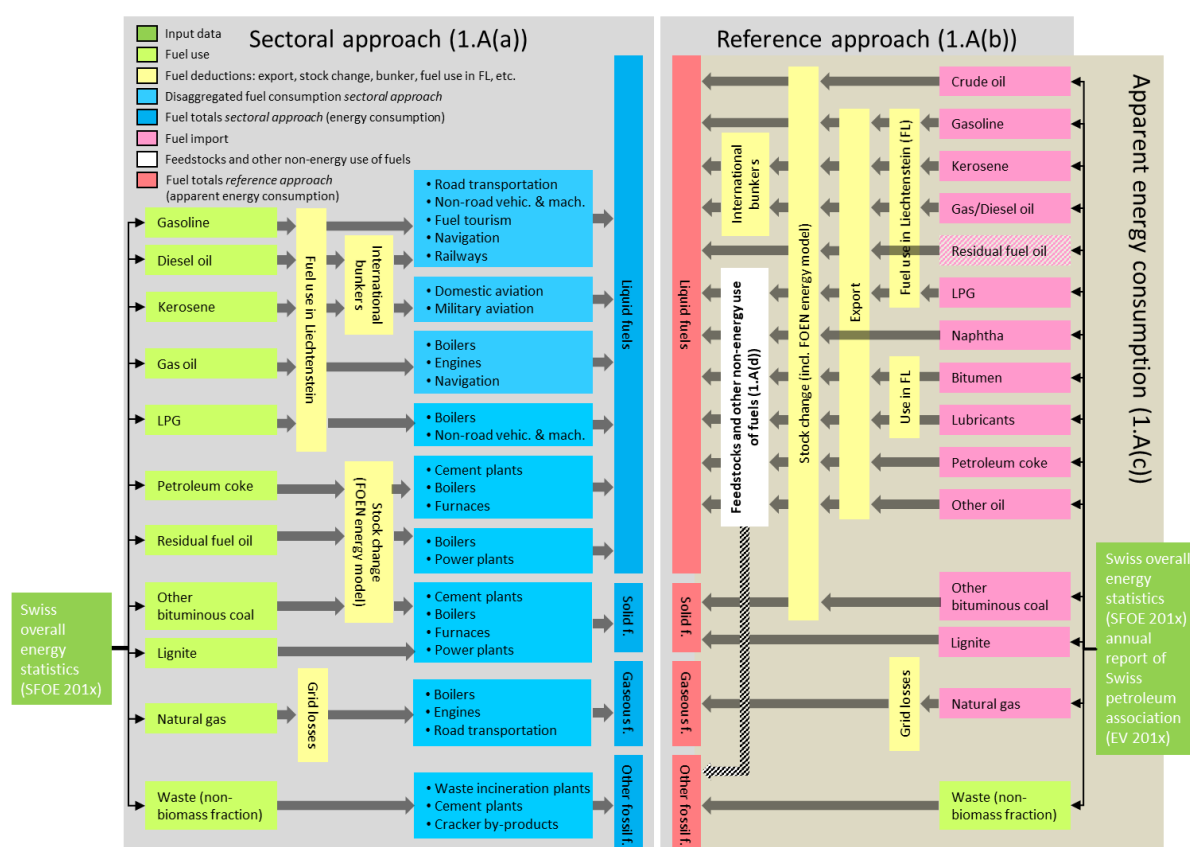 Sectoral approach (1.A(a))
Input data
Fuel use
Fuel deductions: export, stock change, bunker, fuel use in FL, etc.
Disaggregated fuel consumption sectoral approach
Fuel totals sectoral approach (energy consumption)
Fuel import
Feedstocks and other non-energy use of fuels
Fuel totals reference approach
(apparent energy consumption)
Swiss
overall
energy
statistics
(SFOE 201x)
Gasoline
Diesel oil
Kerosene
Gas oil
LPG
Petroleum coke
Residual fuel oil
Other
bituminous coal
Lignite
Natural gas
Waste (non-
biomass fraction)
Fuel use in Liechtenstein
International
bunkers
Stock change
(FOEN energy model)
Grid losses
• Road transportation
• Non-road vehic. & mach.
• Fuel tourism
• Navigation
• Railways
• Domestic aviation
• Military aviation
• Boilers
• Engines
• Navigation
• Boilers
• Non-road vehic. & mach.
• Cement plants
• Boilers
• Furnaces
• Boilers
• Power plants
• Cement plants
• Boilers
• Furnaces
• Power plants
• Boilers
• Engines
• Road transportation
• Waste incineration plants
• Cement plants
• Cracker by-products
Liquid fuels
Solid f.
Gaseous f.
Other fossil f.
Reference approach (1.A(b))
Liquid fuels
Solid f.
Gaseous f.
Other fossil f.
International
bunkers
Feedstocks and other non-energy use
of fuels (1.A(d))
Stock change (incl. FOEN energy model)
Export
Fuel use in Liechtenstein (FL)
Use in FL
Grid losses
Crude oil
Gasoline
Kerosene
Gas/Diesel oil
Residual fuel oil
LPG
Naphtha
Bitumen
Lubricants
Petroleum coke
Other oil
Other
bituminous coal
Lignite
Natural gas
Waste (non-
biomass fraction)
Apparent energy consumption (1.A(c))
Swiss overall
energy
statistics
(SFOE 201x)
annual
report of
Swiss
petroleum
association
(EV 201x)